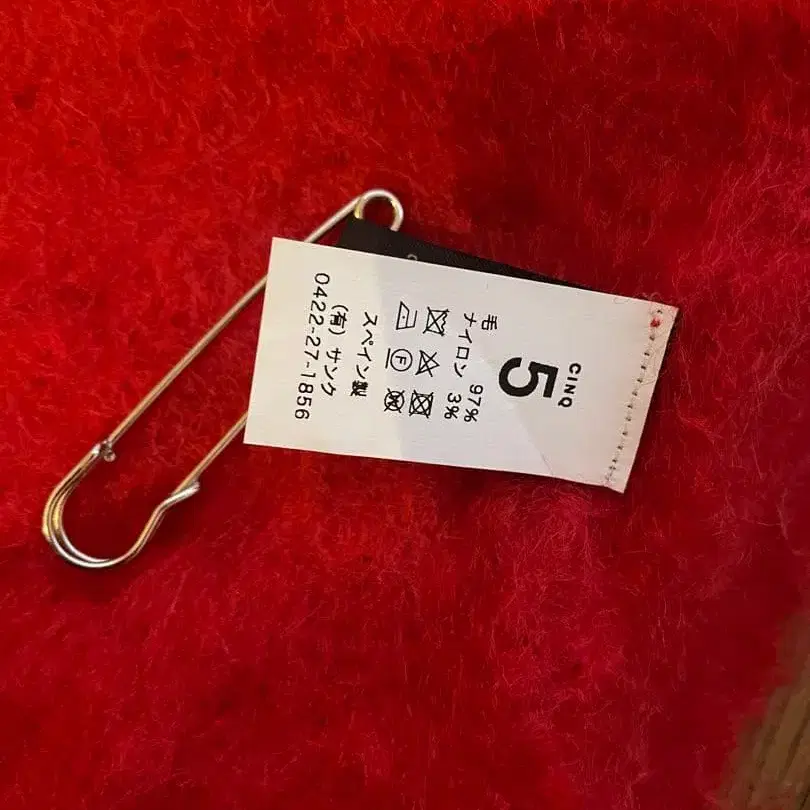 CINQ
5
毛 97%
ナイロン 3%
F
スペイン製
(有) サンク
0422-27-1856